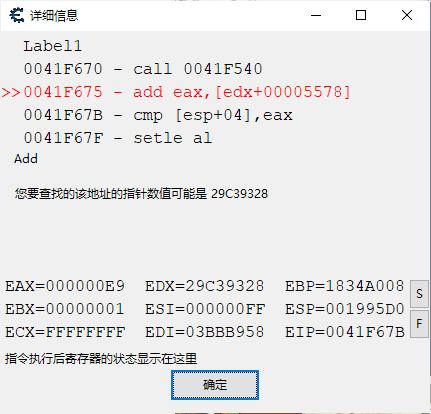 详细信息
Label1
0041F670 - call 0041F540
>>0041F675 - add eax,[edx+00005578]
0041F67B - cmp [esp+04],eax
0041F67F - setle al
Add
您要查找的该地址的指针数值可能是 29C39328
EAX=000000E9 EDX=29C39328 EBP=1834A008
S
EBX=00000001 ESI=000000FF ESP=001995D0
F
ECX=FFFFFFFF EDI=03BBB958 EIP=0041F67B
指令执行后寄存器的状态显示在这里
确定